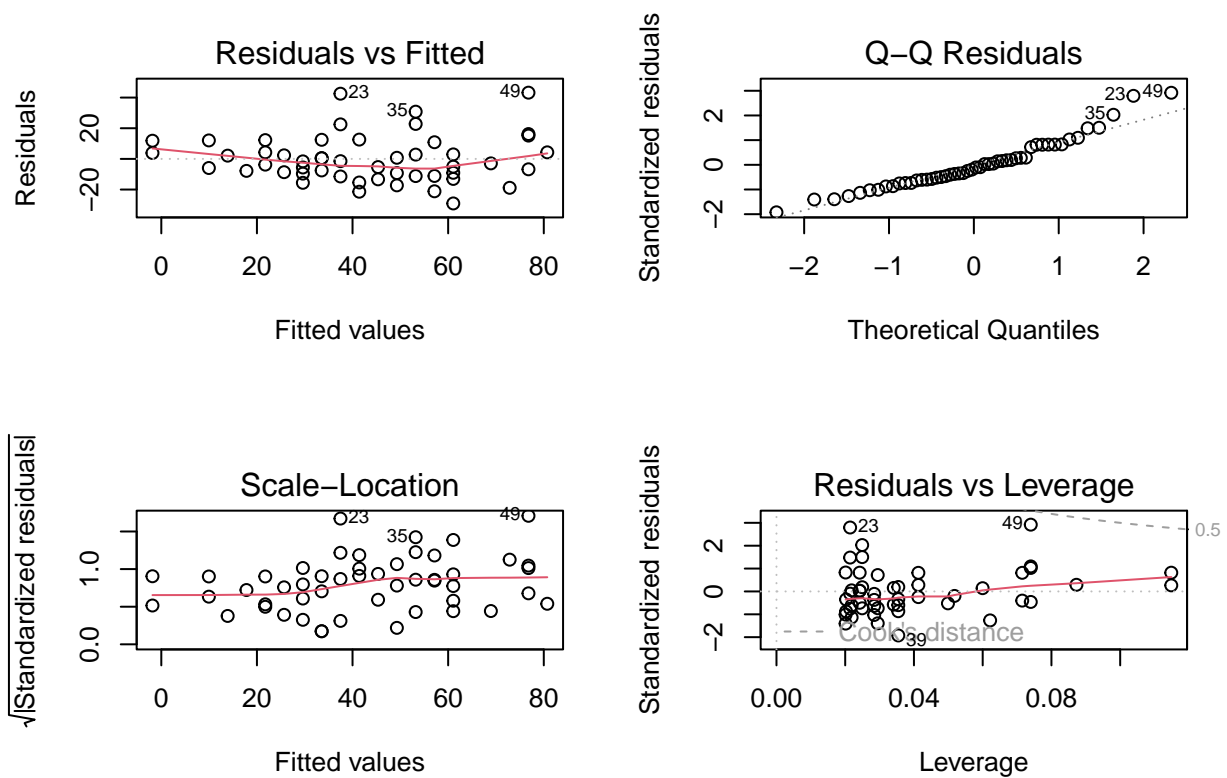 Residuals vs Fitted
Residuals
20
−20
23
35
49
0 20 40 60 80
Fitted values
Q−Q Residuals
Standardized residuals
2
0
−2
23
49
35
−2 −1 0 1 2
Theoretical Quantiles
Scale−Location
√|Standardized residuals|
1.0
0.0
23
35
49
0 20 40 60 80
Fitted values
Residuals vs Leverage
Standardized residuals
2
0
−2
23
49
0.5
Cook's distance
39
0.00 0.04 0.08
Leverage